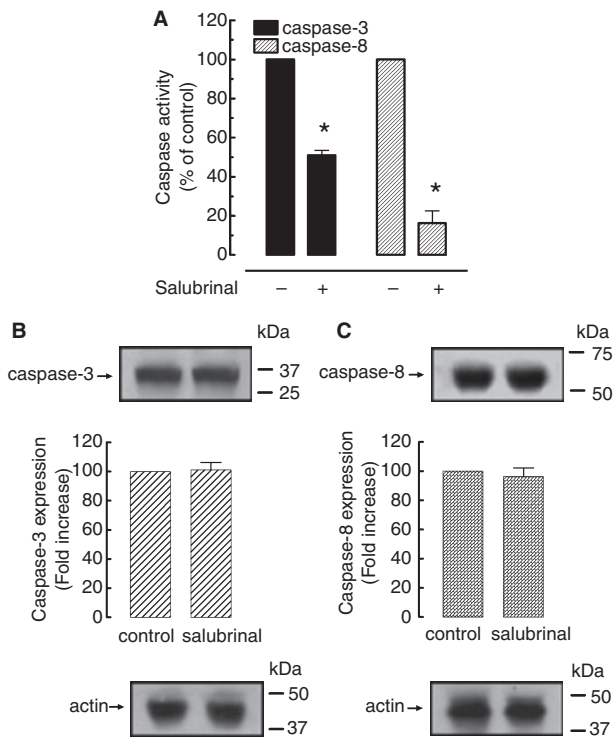 A
120
caspase-3
caspase-8
100
80
60
40
20
0
Caspase activity
(% of control)
*
*
Salubrinal – + – +
B
kDa
caspase-3
37
25
120
100
80
60
40
20
0
Caspase-3 expression
(Fold increase)
control salubrinal
kDa
actin
50
37
C
kDa
caspase-8
75
50
120
100
80
60
40
20
0
Caspase-8 expression
(Fold increase)
control salubrinal
kDa
actin
50
37